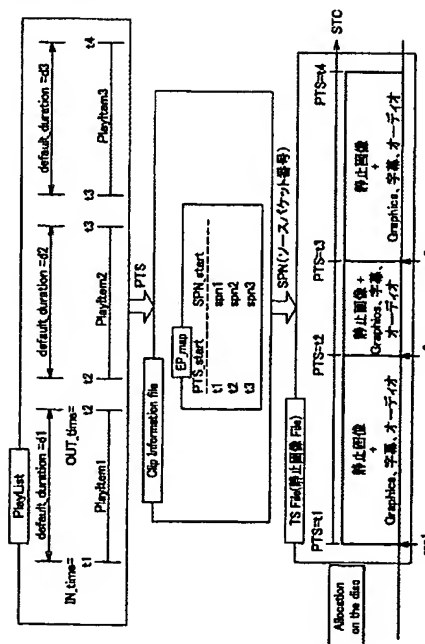 PlayList
default_duration =d1
default_duration =d2
default_duration =d3
IN_time=
OUT_time=
t1
t2
t2
t3
t3
t4
PlayItem1
PlayItem2
PlayItem3
PTS
Clip Information file
EP_map
PTS_start SPN_start
t1 spn1
t2 spn2
t3 spn3
SPN(ソースパケット番号)
TS File(静止画像 File)
STC
PTS=t1
PTS=t2
PTS=t3
PTS=t4
静止画像
+
Graphics、字幕、オーディオ
静止画像 +
Graphics、字幕、
オーディオ
静止画像
+
Graphics、字幕、オーディオ
Allocation
on the disc